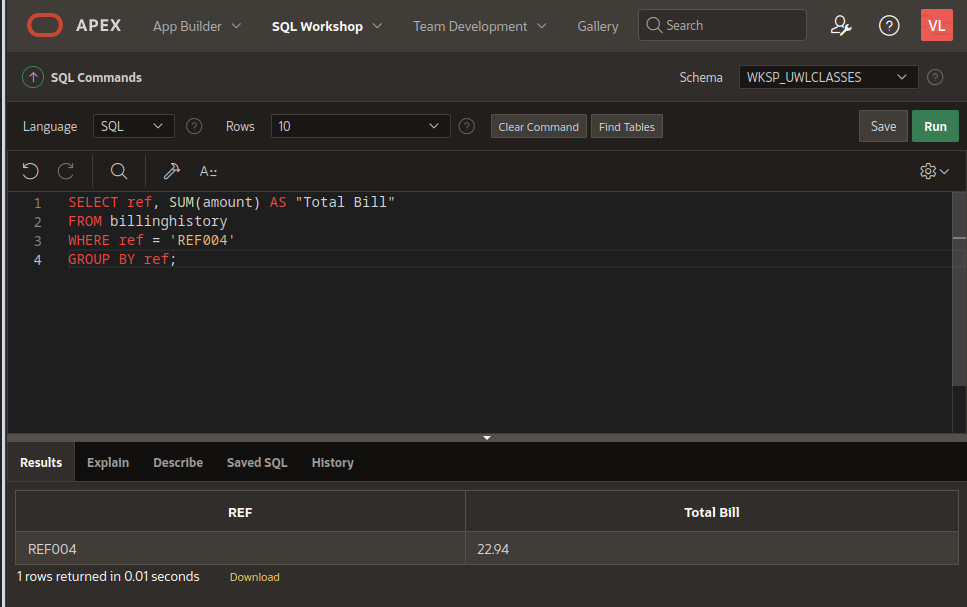 APEX App Builder SQL Workshop Team Development Gallery Search ? VL
SQL Commands Schema WKSP_UWLCLASSES ?
Language SQL ? Rows 10 ? Clear Command Find Tables Save Run
A::
1 SELECT ref, SUM(amount) AS "Total Bill"
2 FROM billinghistory
3 WHERE ref = 'REF004'
4 GROUP BY ref;
Results Explain Describe Saved SQL History
REF Total Bill
REF004 22.94
1 rows returned in 0.01 seconds Download